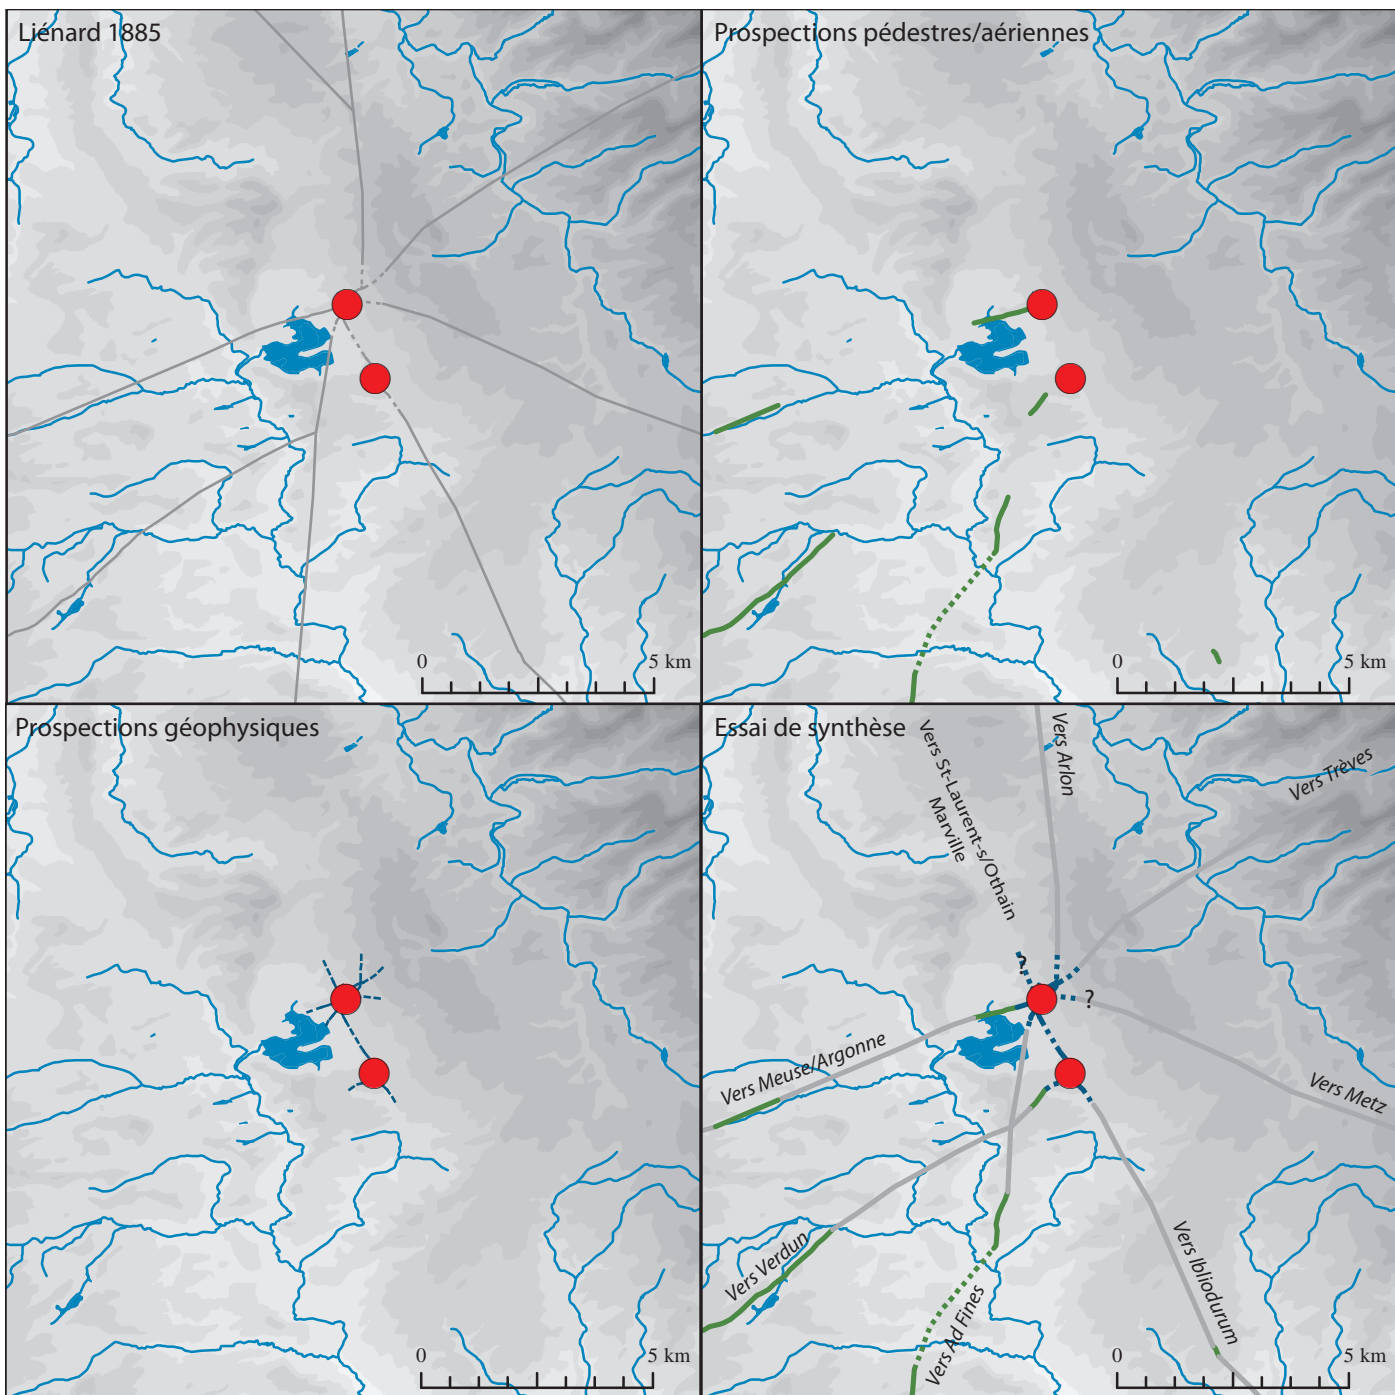 Liénard 1885
0
5 km
Prospections pédestres/aériennes
0
5 km
Prospections géophysiques
0
5 km
Essai de synthèse
Vers St-Laurent-s/Othain
Marville
Vers Arlon
Vers Trèves
?
?
Vers Meuse/Argonne
Vers Metz
Vers Verdun
Vers Ad Fines
Vers Ibliodurum
0
5 km